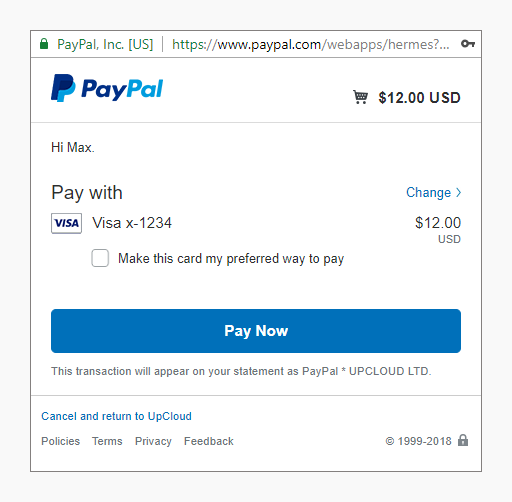 PayPal, Inc. [US] | https://www.paypal.com/webapps/hermes?...
PayPal
$12.00 USD
Hi Max.
Pay with
Change >
VISA Visa x-1234 $12.00
USD
Make this card my preferred way to pay
Pay Now
This transaction will appear on your statement as PayPal * UPCLOUD LTD.
Cancel and return to UpCloud
Policies Terms Privacy Feedback © 1999-2018